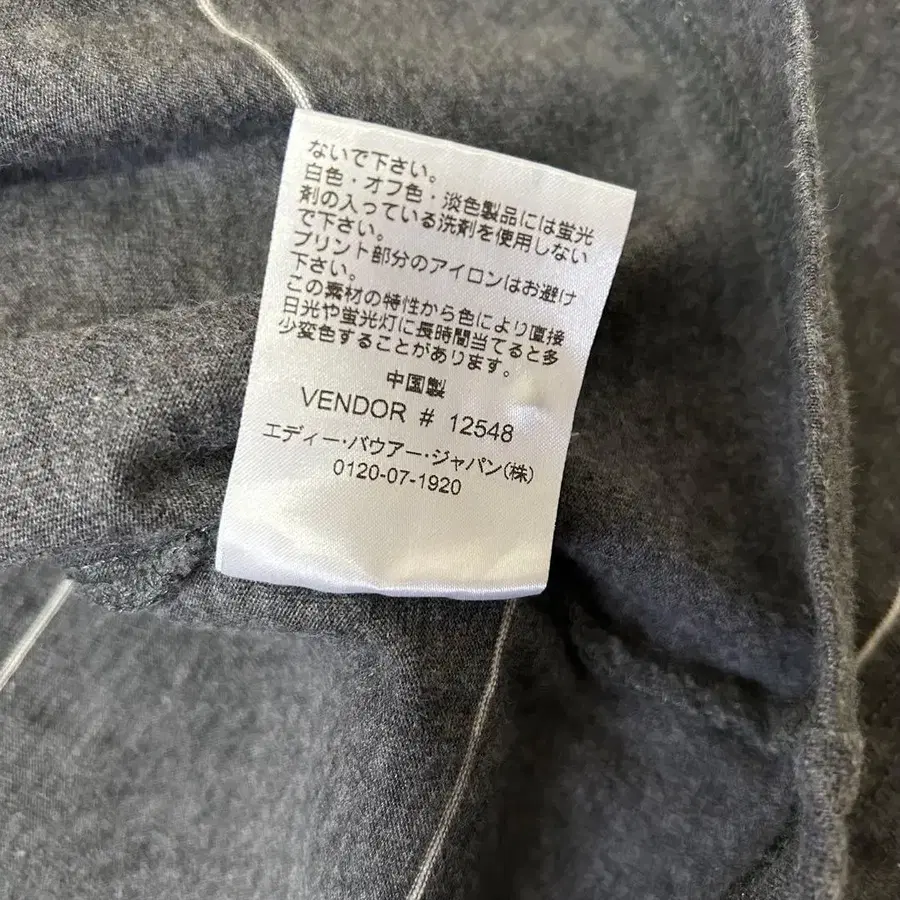 ないで下さい。
白色・オフ色・淡色製品には蛍光
剤の入っている洗剤を使用しない
で下さい。
プリント部分のアイロンはお避け
下さい。
この素材の特性から色により直接
日光や蛍光灯に長時間当てると多
少変色することがあります。
中国製
VENDOR # 12548
エディー・バウアー・ジャパン(株)
0120-07-1920